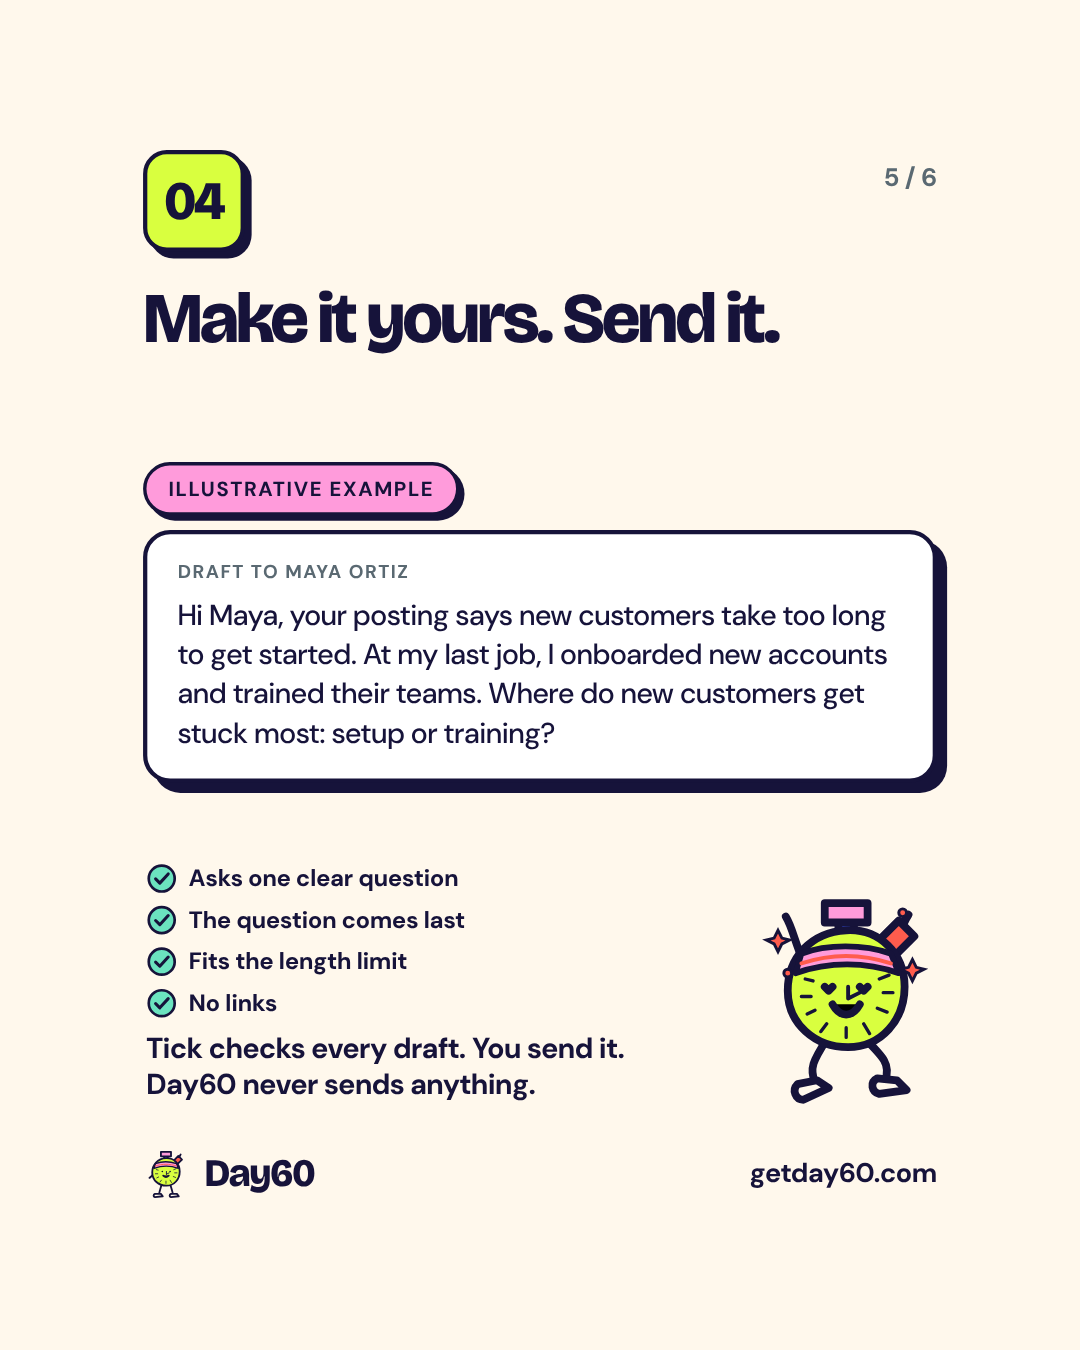 04
5 / 6
Make it yours. Send it.
ILLUSTRATIVE EXAMPLE
DRAFT TO MAYA ORTIZ
Hi Maya, your posting says new customers take too long
to get started. At my last job, I onboarded new accounts
and trained their teams. Where do new customers get
stuck most: setup or training?
Asks one clear question
The question comes last
Fits the length limit
No links
Tick checks every draft. You send it.
Day60 never sends anything.
Day60
getday60.com